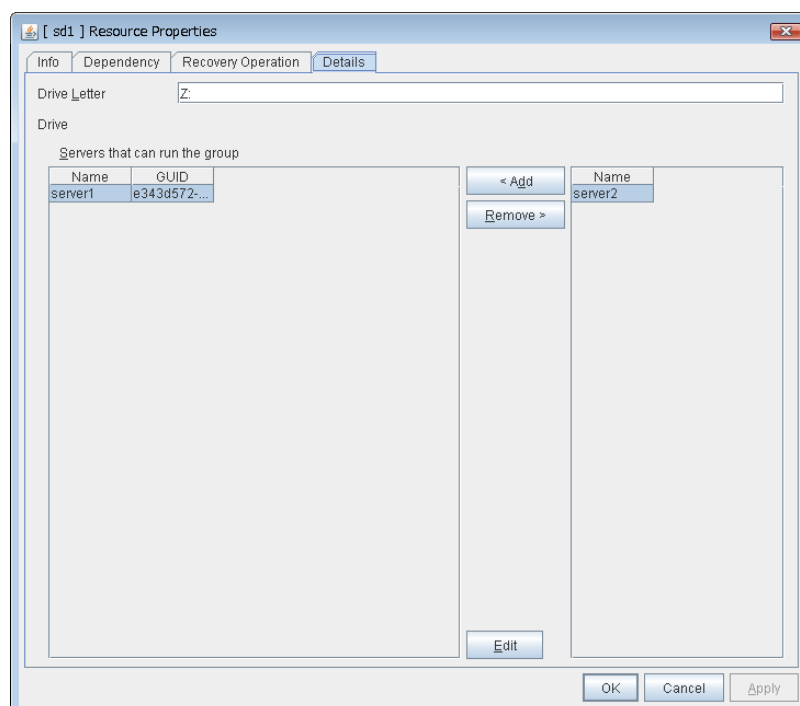 [ sd1 ] Resource Properties
Info Dependency Recovery Operation Details
Drive Letter Z:
Drive
Servers that can run the group
Name GUID < Add Name
server1 e343d572-... server2
Remove >
Edit
OK Cancel Apply